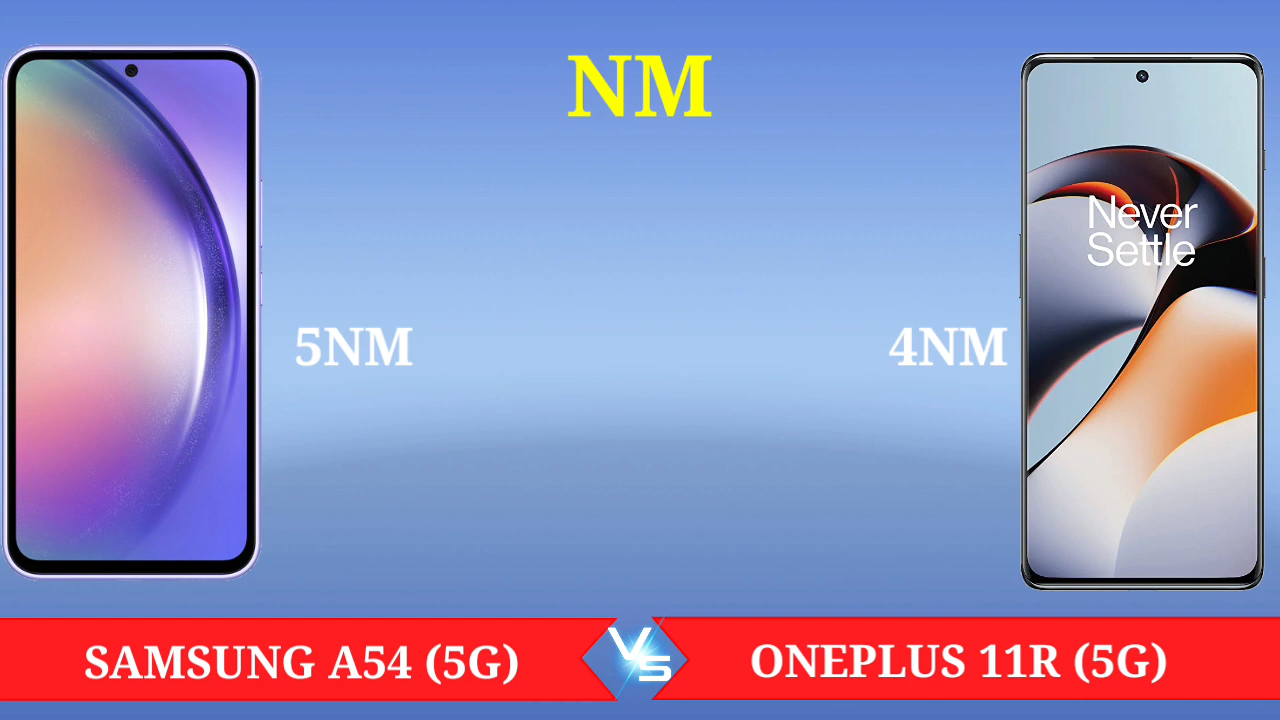 NM
Never
Settle
5NM
4NM
SAMSUNG A54 (5G)
VS
ONEPLUS 11R (5G)